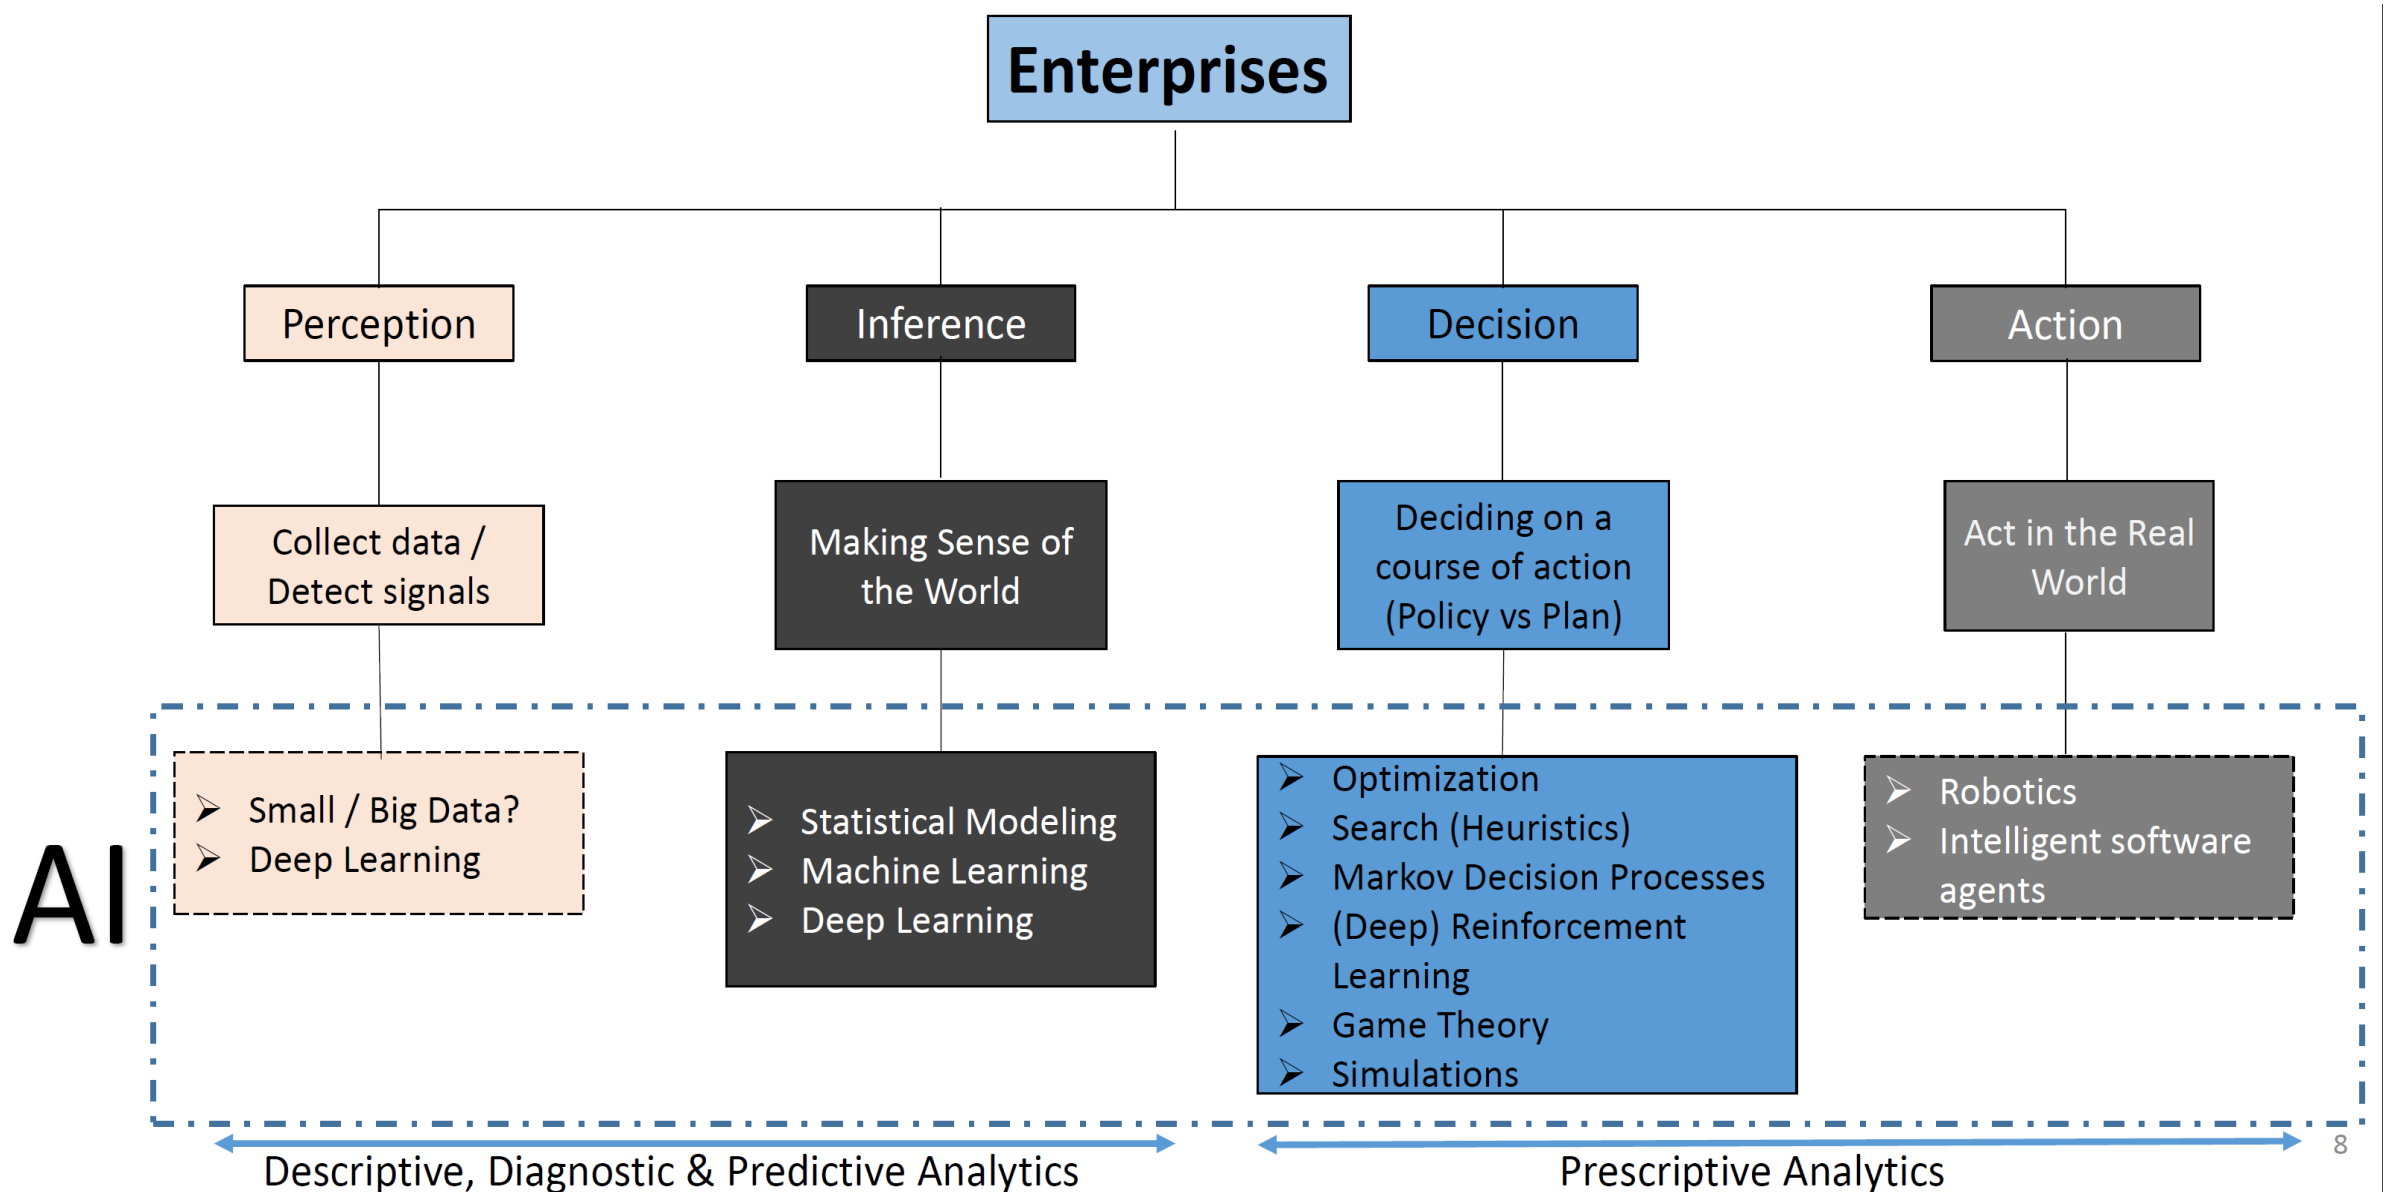 Enterprises
Perception
Inference
Decision
Action
Collect data /
Detect signals
Making Sense of
the World
Deciding on a
course of action
(Policy vs Plan)
Act in the Real
World
AI
➢ Small / Big Data?
➢ Deep Learning
➢ Statistical Modeling
➢ Machine Learning
➢ Deep Learning
➢ Optimization
➢ Search (Heuristics)
➢ Markov Decision Processes
➢ (Deep) Reinforcement
Learning
➢ Game Theory
➢ Simulations
➢ Robotics
➢ Intelligent software
agents
Descriptive, Diagnostic & Predictive Analytics
Prescriptive Analytics
8